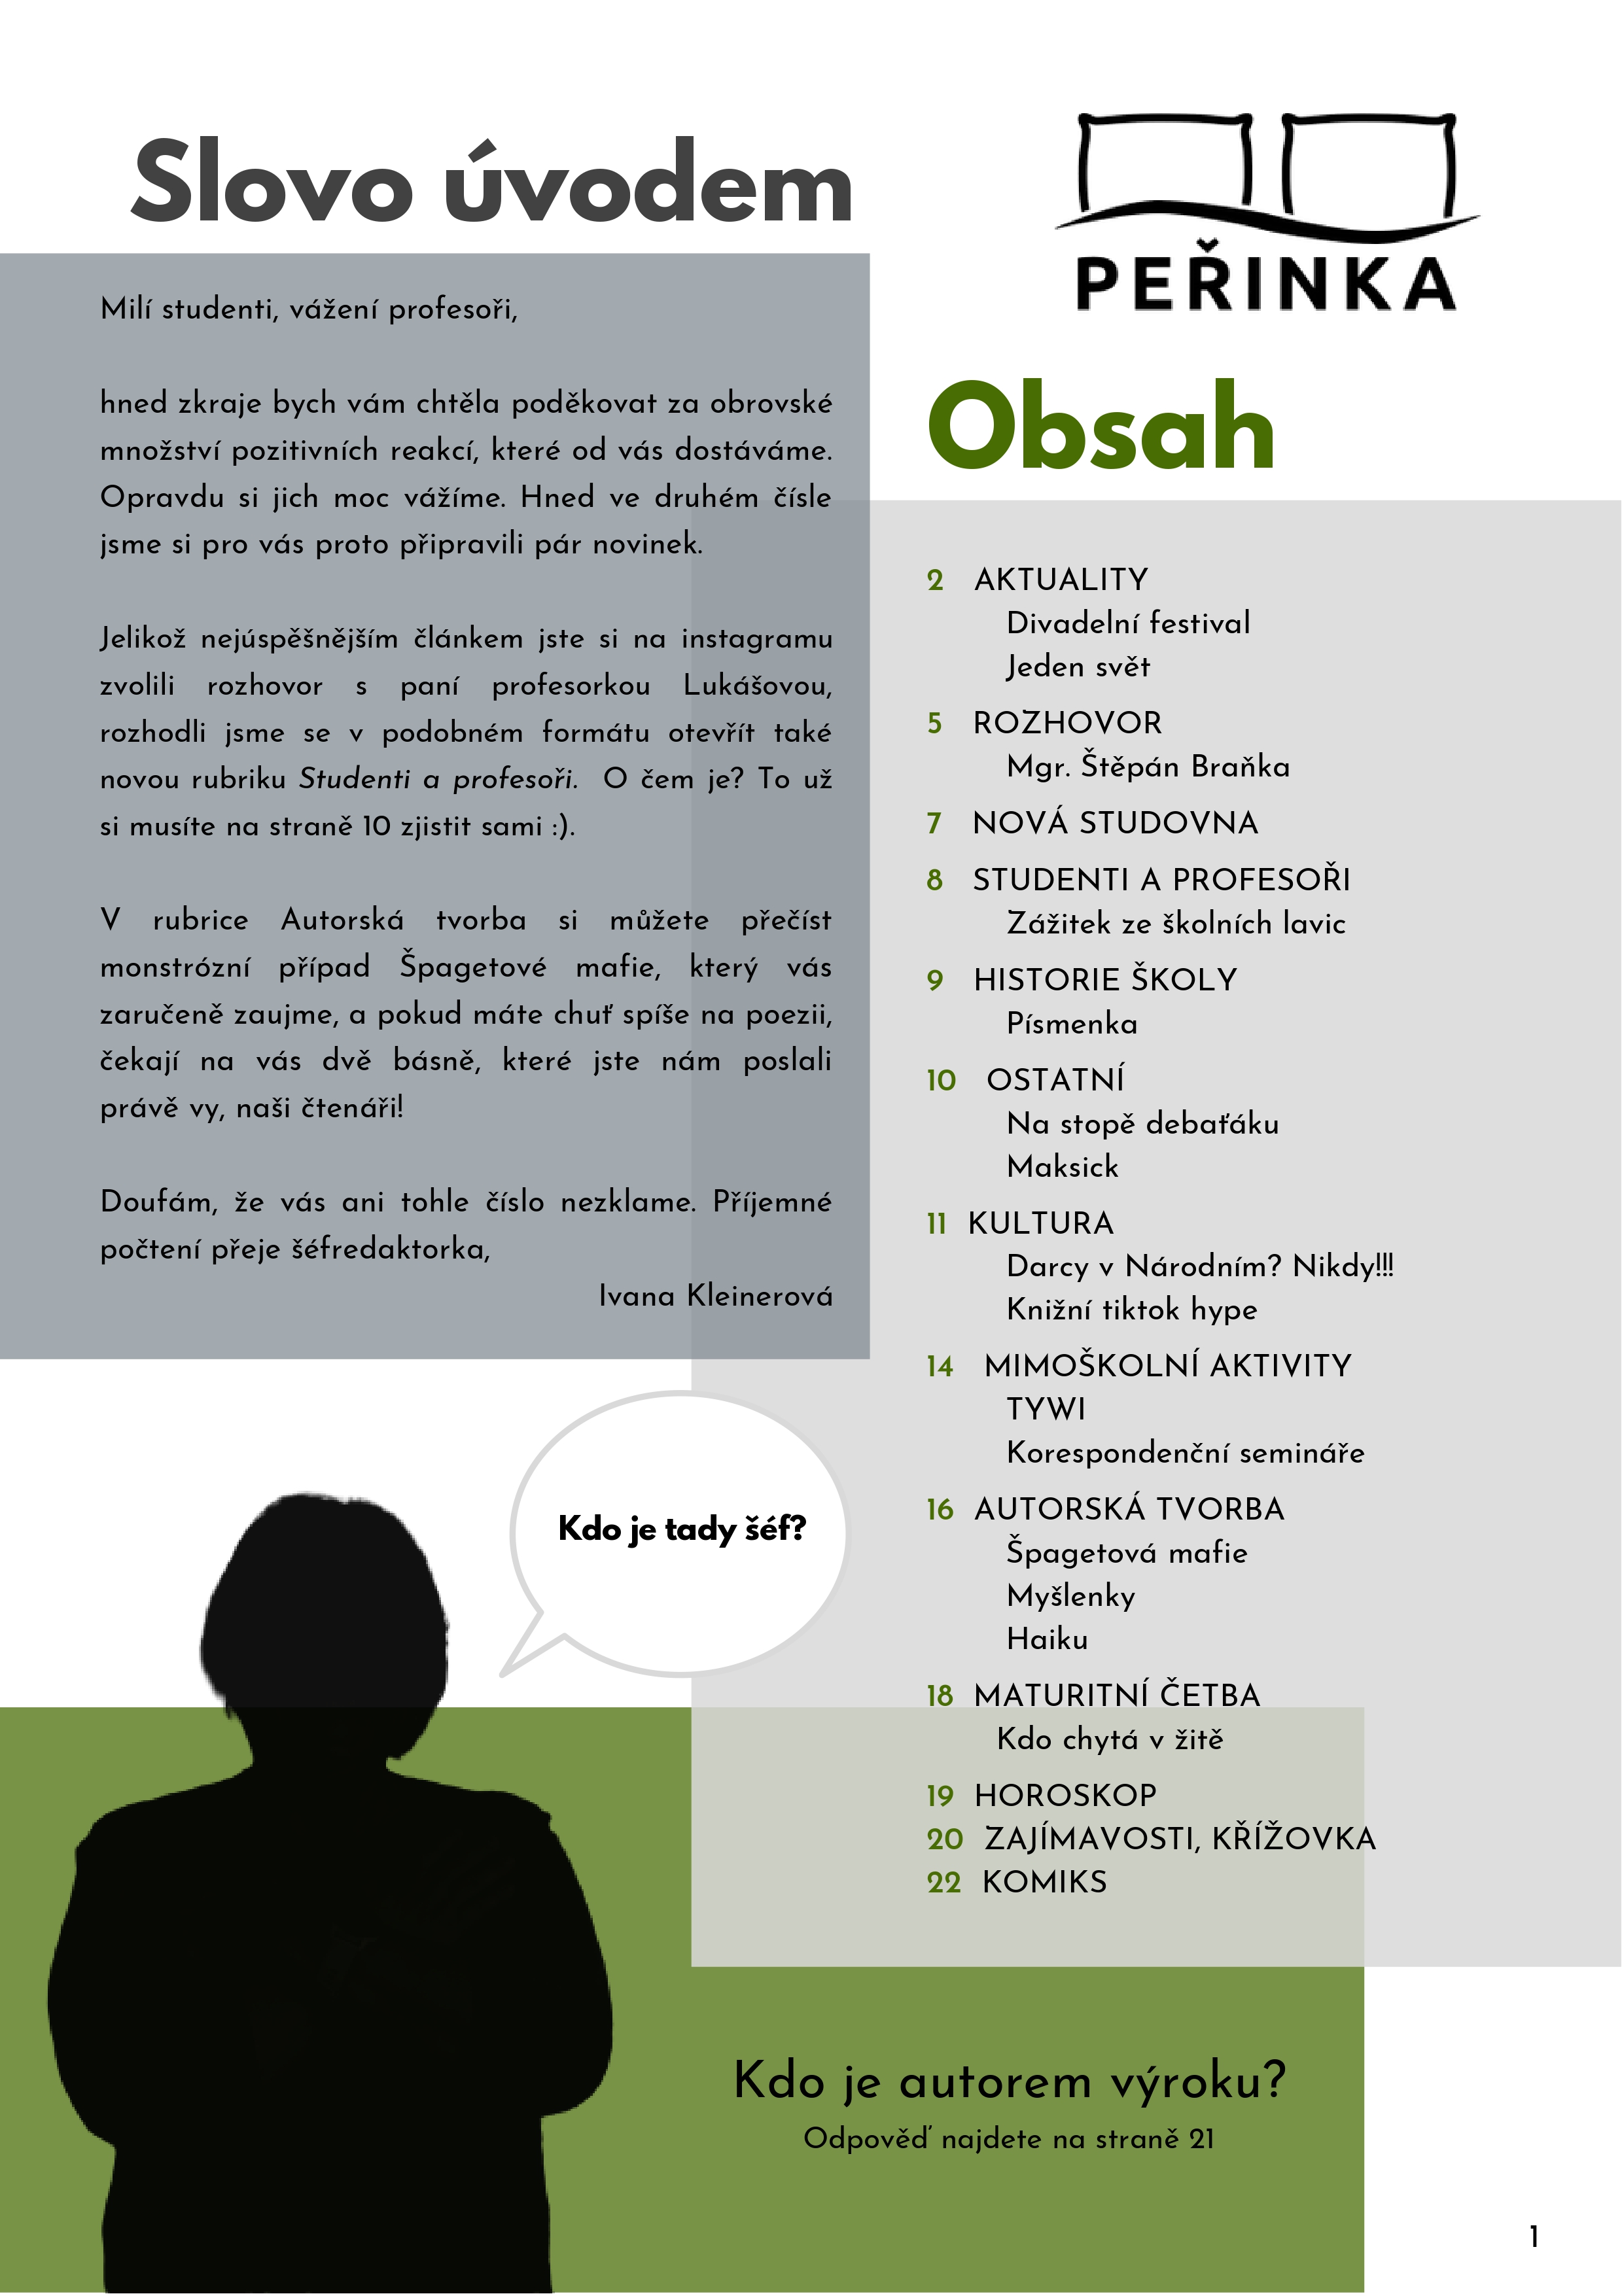 Slovo úvodem
Milí studenti, vážení profesoři,
hned zkraje bych vám chtěla poděkovat za obrovské
množství pozitivních reakcí, které od vás dostáváme.
Opravdu si jich moc vážíme. Hned ve druhém čísle
jsme si pro vás proto připravili pár novinek.
Jelikož nejúspěšnějším článkem jste si na instagramu
zvolili rozhovor s paní profesorkou Lukášovou,
rozhodli jsme se v podobném formátu otevřít také
novou rubriku Studenti a profesoři. O čem je? To už
si musíte na straně 10 zjistit sami :).
V rubrice Autorská tvorba si můžete přečíst
monstrózní případ Špagetové mafie, který vás
zaručeně zaujme, a pokud máte chuť spíše na poezii,
čekají na vás dvě básně, které jste nám poslali
právě vy, naši čtenáři!
Doufám, že vás ani tohle číslo nezklame. Příjemné
počtení přeje šéfredaktorka,
Ivana Kleinerová
PEŘINKA
Obsah
2 AKTUALITY
Divadelní festival
Jeden svět
5 ROZHOVOR
Mgr. Štěpán Braňka
7 NOVÁ STUDOVNA
8 STUDENTI A PROFESOŘI
Zážitek ze školních lavic
9 HISTORIE ŠKOLY
Písmenka
10 OSTATNÍ
Na stopě debaťáku
Maksick
11 KULTURA
Darcy v Národním? Nikdy!!!
Knižní tiktok hype
14 MIMOŠKOLNÍ AKTIVITY
TYWI
Korespondenční semináře
16 AUTORSKÁ TVORBA
Špagetová mafie
Myšlenky
Haiku
18 MATURITNÍ ČETBA
Kdo chytá v žitě
19 HOROSKOP
20 ZAJÍMAVOSTI, KŘÍŽOVKA
22 KOMIKS
Kdo je tady šéf?
Kdo je autorem výroku?
Odpověď najdete na straně 21
1